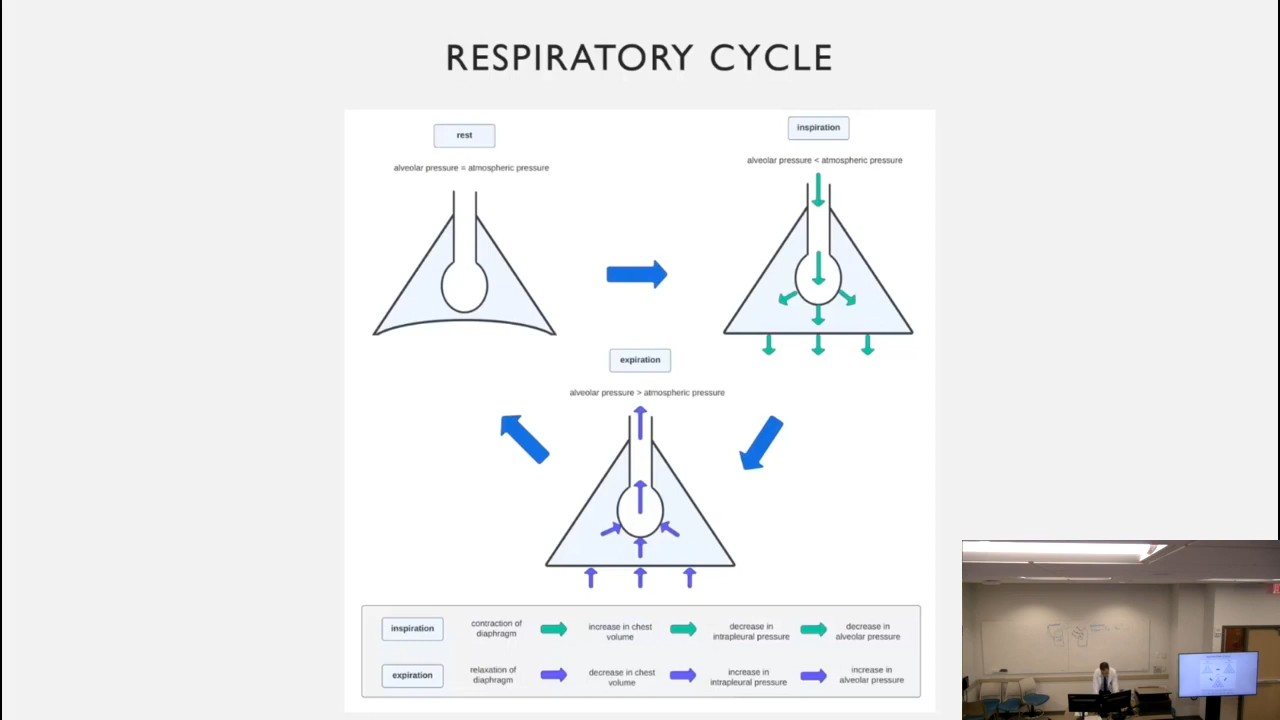 RESPIRATORY CYCLE
rest
alveolar pressure = atmospheric pressure
inspiration
alveolar pressure < atmospheric pressure
expiration
alveolar pressure > atmospheric pressure
inspiration
contraction of
diaphragm
increase in chest
volume
decrease in
intrapleural pressure
decrease in
alveolar pressure
expiration
relaxation of
diaphragm
decrease in chest
volume
increase in
intrapleural pressure
increase in
alveolar pressure